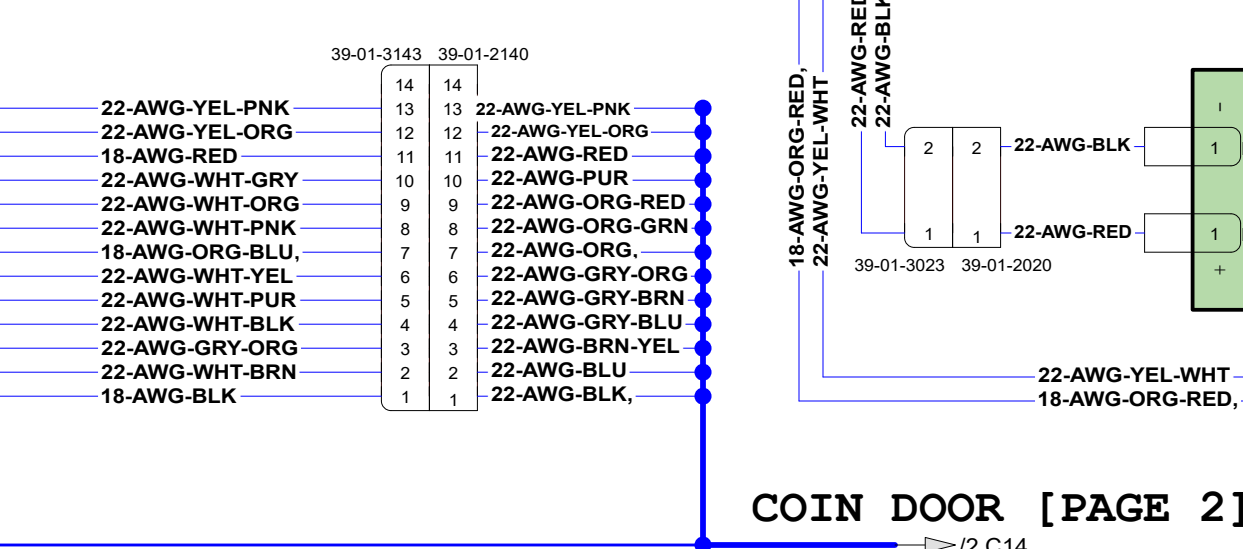 39-01-3143 39-01-2140
14 14
22-AWG-YEL-PNK 13 13 22-AWG-YEL-PNK
22-AWG-YEL-ORG 12 12 22-AWG-YEL-ORG
18-AWG-RED 11 11 22-AWG-RED
22-AWG-WHT-GRY 10 10 22-AWG-PUR
22-AWG-WHT-ORG 9 9 22-AWG-ORG-RED
22-AWG-WHT-PNK 8 8 22-AWG-ORG-GRN
18-AWG-ORG-BLU, 7 7 22-AWG-ORG,
22-AWG-WHT-YEL 6 6 22-AWG-GRY-ORG
22-AWG-WHT-PUR 5 5 22-AWG-GRY-BRN
22-AWG-WHT-BLK 4 4 22-AWG-GRY-BLU
22-AWG-GRY-ORG 3 3 22-AWG-BRN-YEL
22-AWG-WHT-BRN 2 2 22-AWG-BLU
18-AWG-BLK 1 1 22-AWG-BLK,
18-AWG-ORG-RED,
22-AWG-YEL-WHT
22-AWG-RED
22-AWG-BLK
-
2 2 22-AWG-BLK 1
1 1 22-AWG-RED 1
39-01-3023 39-01-2020
+
22-AWG-YEL-WHT
18-AWG-ORG-RED,
COIN DOOR [PAGE 2]
/2.C14